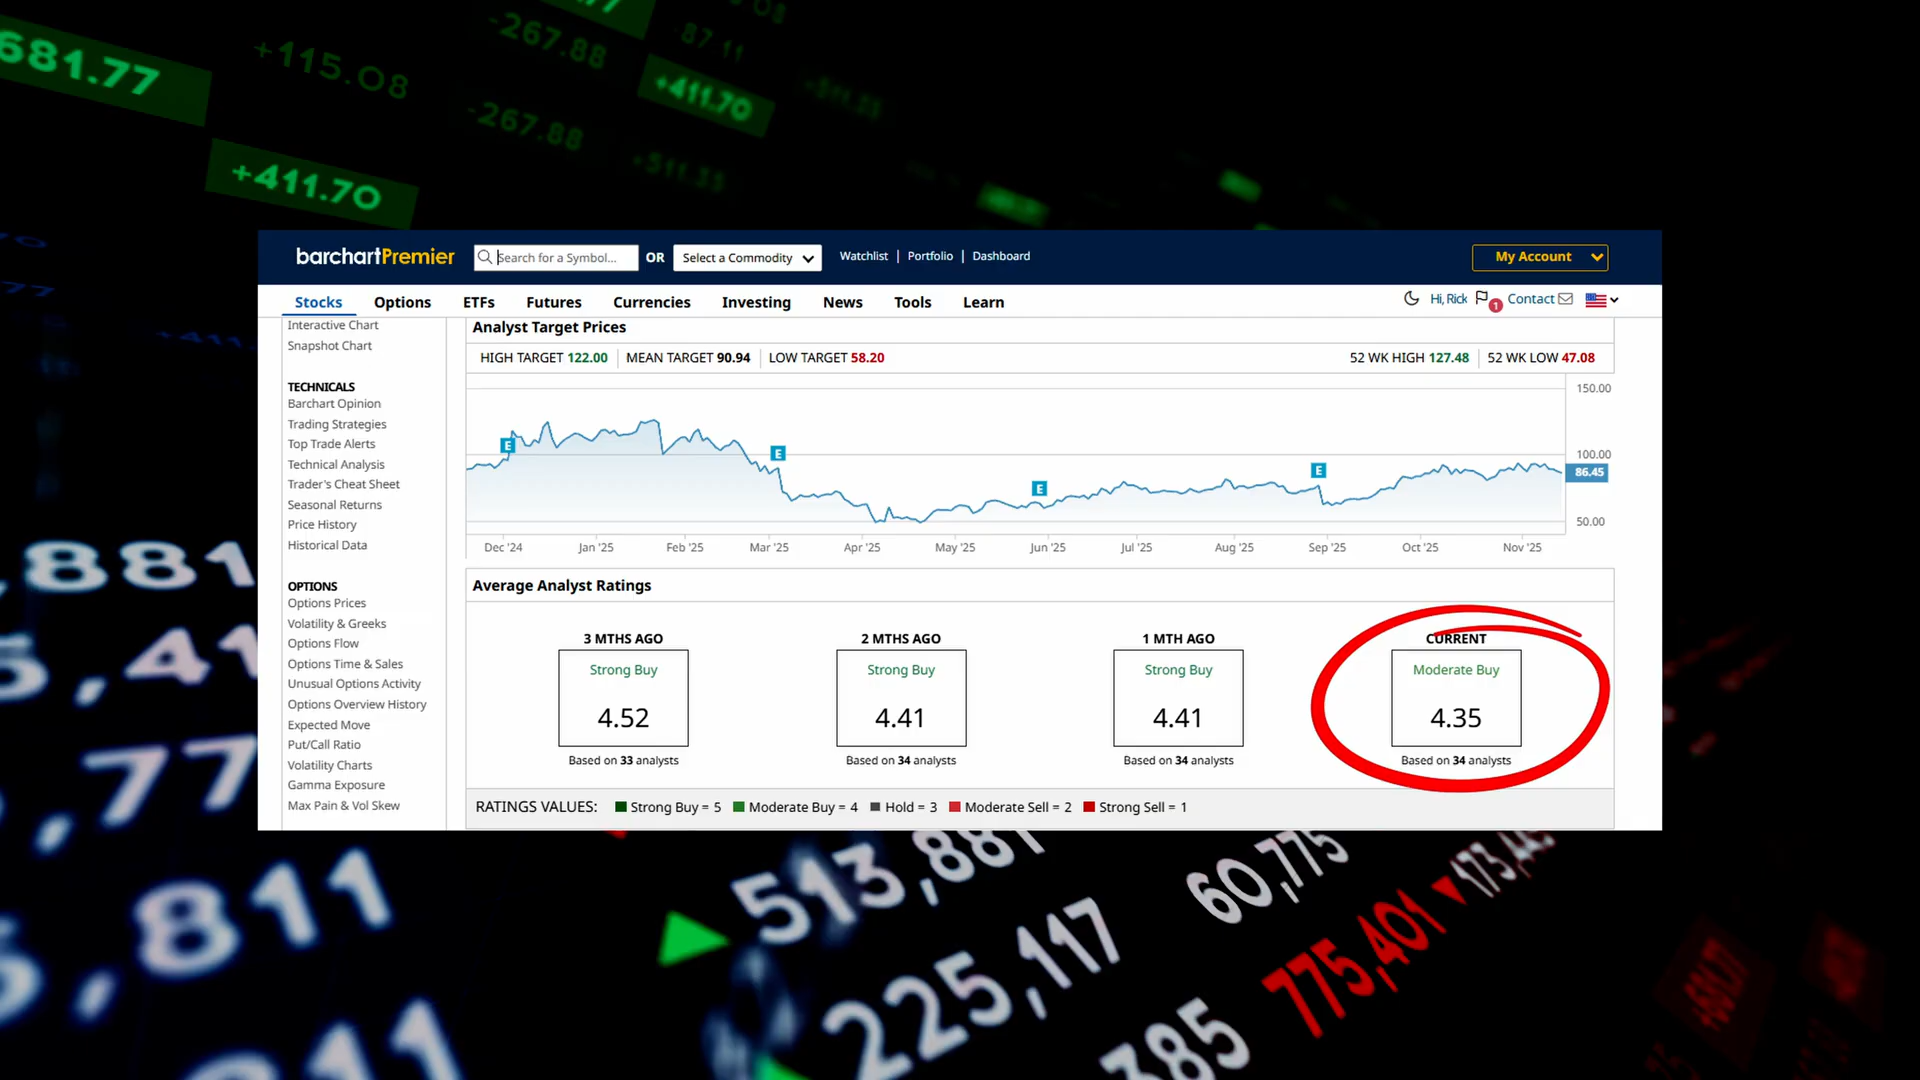 681.77
+115.08
-267.88
-87.11
+411.70
-267.88
+511.35
+411.70
barchartPremier
Search for a Symbol...
OR
Select a Commodity
Watchlist | Portfolio | Dashboard
My Account
Stocks Options ETFs Futures Currencies Investing News Tools Learn
Hi, Rick
1
Contact
Interactive Chart
Snapshot Chart
TECHNICALS
Barchart Opinion
Trading Strategies
Top Trade Alerts
Technical Analysis
Trader's Cheat Sheet
Seasonal Returns
Price History
Historical Data
OPTIONS
Options Prices
Volatility & Greeks
Options Flow
Options Time & Sales
Unusual Options Activity
Options Overview History
Expected Move
Put/Call Ratio
Volatility Charts
Gamma Exposure
Max Pain & Vol Skew
Analyst Target Prices
HIGH TARGET 122.00 MEAN TARGET 90.94 LOW TARGET 58.20
52 WK HIGH 127.48 52 WK LOW 47.08
150.00
100.00
86.45
50.00
E
E
E
E
Dec '24 Jan '25 Feb '25 Mar '25 Apr '25 May '25 Jun '25 Jul '25 Aug '25 Sep '25 Oct '25 Nov '25
Average Analyst Ratings
3 MTHS AGO
Strong Buy
4.52
Based on 33 analysts
2 MTHS AGO
Strong Buy
4.41
Based on 34 analysts
1 MTH AGO
Strong Buy
4.41
Based on 34 analysts
CURRENT
Moderate Buy
4.35
Based on 34 analysts
RATINGS VALUES: Strong Buy = 5 Moderate Buy = 4 Hold = 3 Moderate Sell = 2 Strong Sell = 1
513,881
60,775
225,117
775,401
385